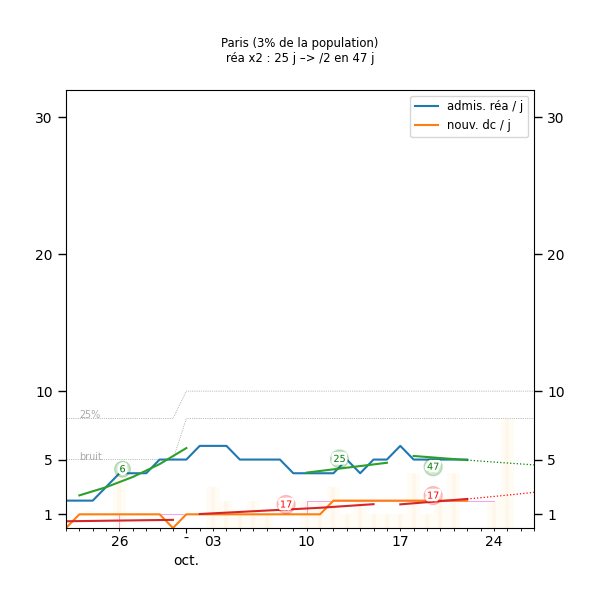 Paris (3% de la population)
réa x2 : 25 j –> /2 en 47 j
admis. réa / j
nouv. dc / j
30 30
20 20
10 10
25%
bruit
5 5
6
25
47
17
17
1 1
26 - 03 10 17 24
oct.